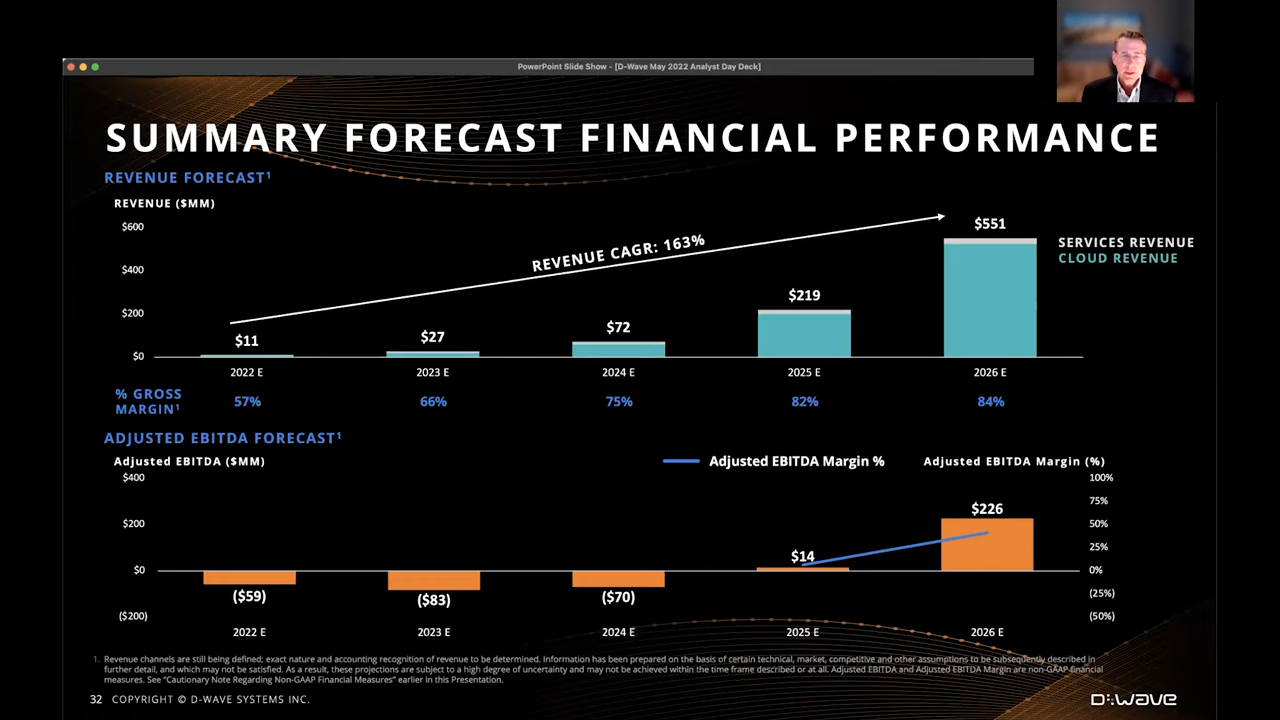 PowerPoint Slide Show - [D-Wave May 2022 Analyst Day Deck]
SUMMARY FORECAST FINANCIAL PERFORMANCE
REVENUE FORECAST¹
REVENUE ($MM)
$600
$400
$200
$0
REVENUE CAGR: 163%
$11
$27
$72
$219
$551
SERVICES REVENUE
CLOUD REVENUE
2022 E
2023 E
2024 E
2025 E
2026 E
% GROSS
MARGIN¹
57%
66%
75%
82%
84%
ADJUSTED EBITDA FORECAST¹
Adjusted EBITDA ($MM)
Adjusted EBITDA Margin %
Adjusted EBITDA Margin (%)
$400
$200
$0
($200)
100%
75%
50%
25%
0%
(25%)
(50%)
($59)
($83)
($70)
$14
$226
2022 E
2023 E
2024 E
2025 E
2026 E
1. Revenue channels are still being defined; exact nature and accounting recognition of revenue to be determined. Information has been prepared on the basis of certain technical, market, competitive and other assumptions to be subsequently described in
further detail, and which may not be satisfied. As a result, these projections are subject to a high degree of uncertainty and may not be achieved within the time frame described or at all. Adjusted EBITDA and Adjusted EBITDA Margin are non-GAAP financial
measures. See “Cautionary Note Regarding Non-GAAP Financial Measures” earlier in this Presentation.
32 COPYRIGHT © D-WAVE SYSTEMS INC.
D:WAVE